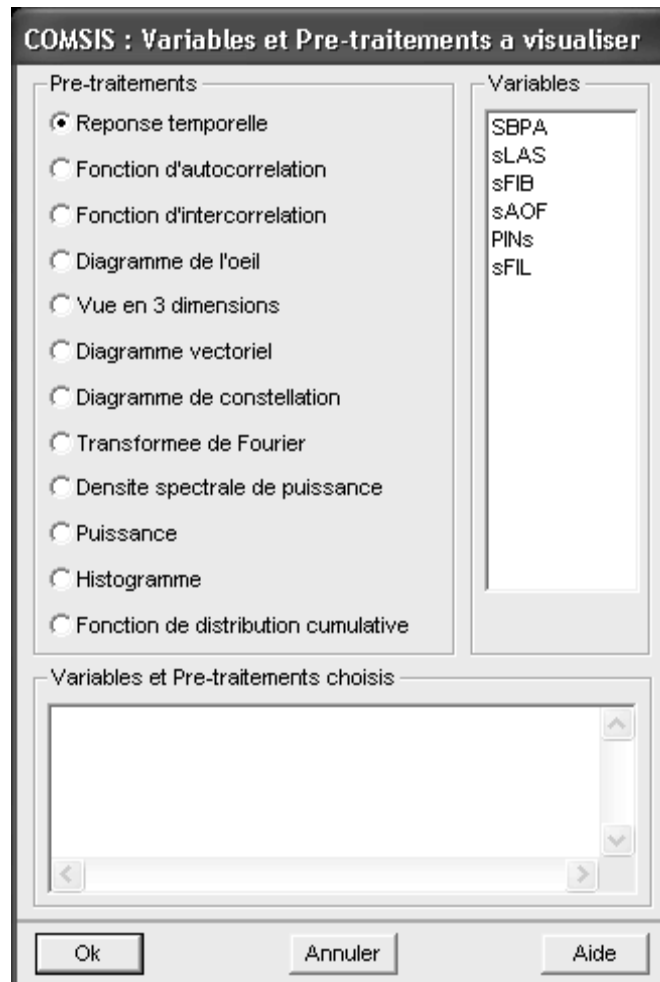 COMSIS : Variables et Pre-traitements a visualiser
Pre-traitements
Reponse temporelle
Fonction d'autocorrelation
Fonction d'intercorrelation
Diagramme de l'oeil
Vue en 3 dimensions
Diagramme vectoriel
Diagramme de constellation
Transformee de Fourier
Densite spectrale de puissance
Puissance
Histogramme
Fonction de distribution cumulative
Variables
SBPA
sLAS
sFIB
sAOF
PINs
sFIL
Variables et Pre-traitements choisis
Ok
Annuler
Aide